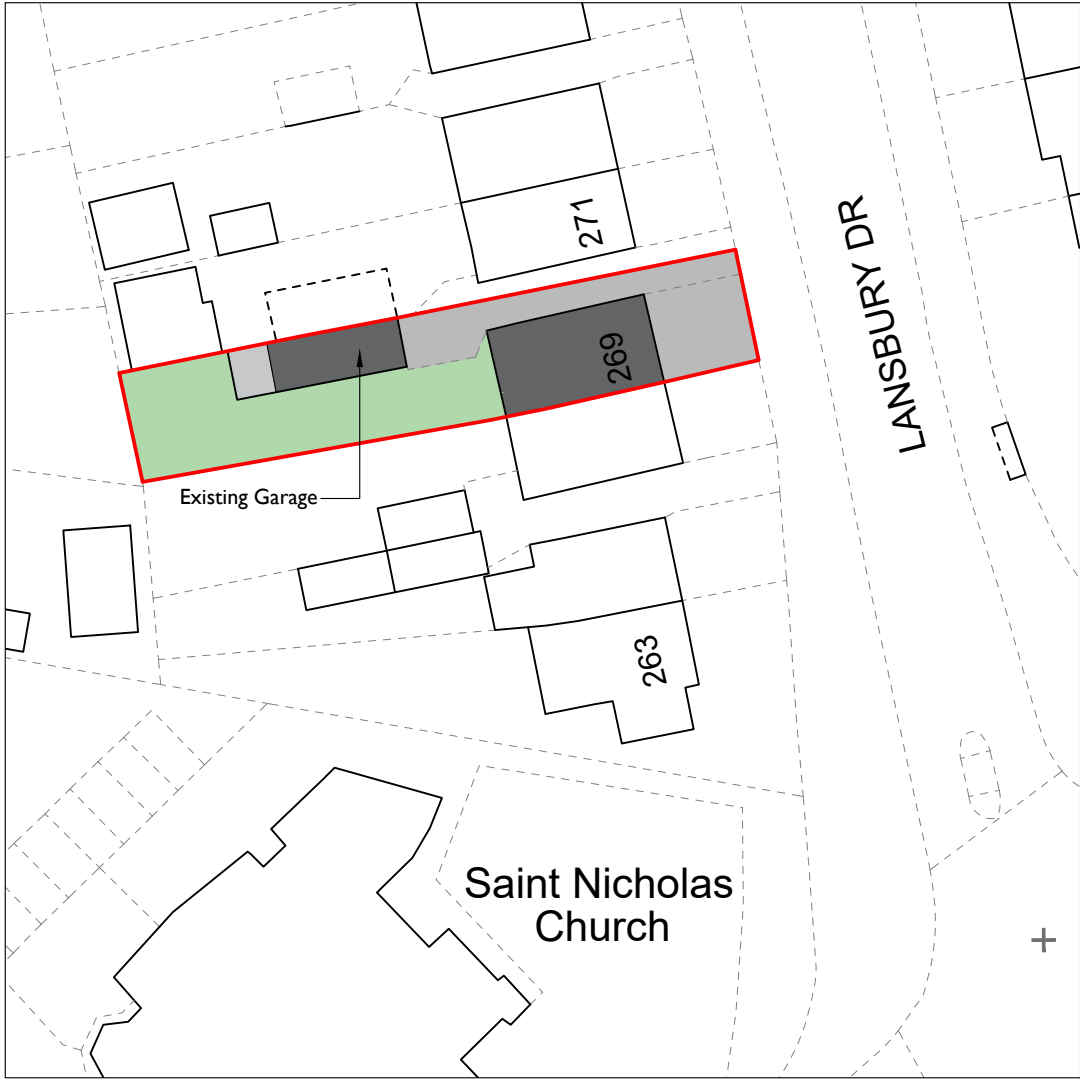 271
LANSBURY DR
269
Existing Garage
263
Saint Nicholas
Church